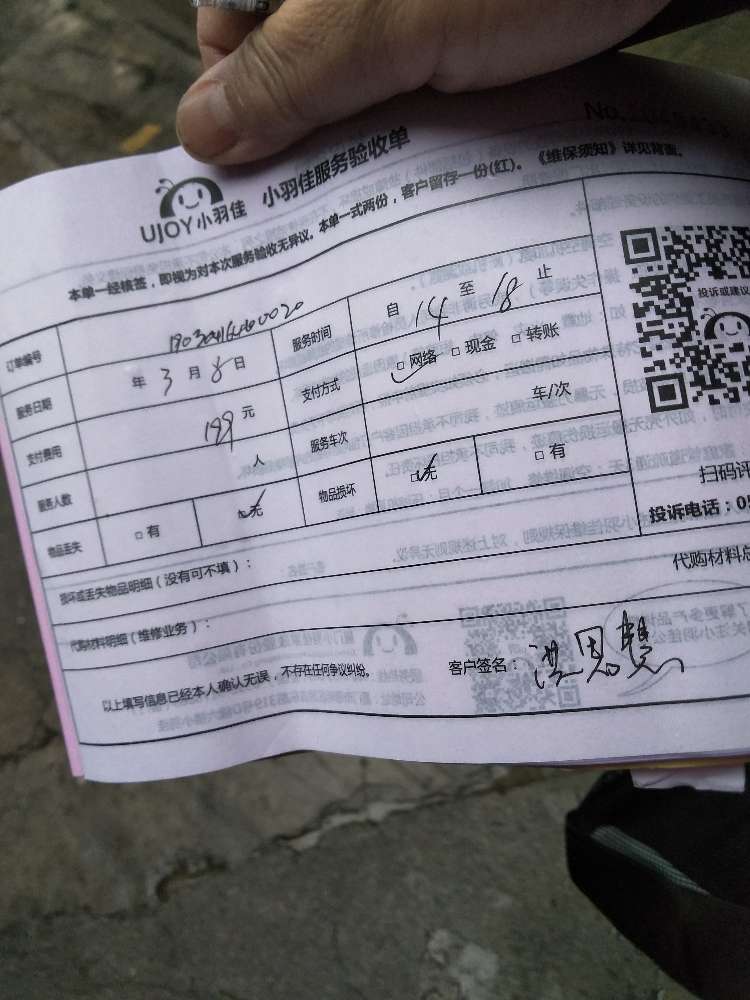 No.
UJOY小羽佳 小羽佳服务验收单
本单一经核签，即视为对本次服务验收无异议。本单一式两份，客户留存一份(红)。《维保须知》详见背面。
订单编号
服务时间 自 14 至 18 止
服务日期 年 3 月 8 日
支付方式 □网络 □现金 □转账
支付费用 199 元
服务车次 车/次
服务人数 人
物品丢失 □有 □无
物品损坏 □无 □有
投诉或建议
扫码评
投诉电话：0
损坏或丢失物品明细（没有可不填）：
代购材料总
代购材料明细（维修业务）：
以上填写信息已经本人确认无误，不存在任何争议纠纷。
客户签名：洪思慧